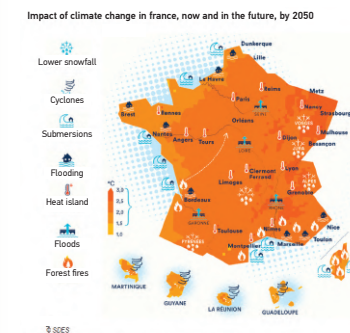 Impact of climate change in france, now and in the future, by 2050
Lower snowfall
Cyclones
Submersions
Flooding
Heat island
Floods
Forest fires
Dunkerque
Lille
Le Havre
Reims
Metz
Paris
Nancy
Strasbourg
Brest
Rennes
Orléans
Mulhouse
Nantes
Angers
Tours
Dijon
Besançon
LOIRE
Limoges
Clermont
Ferrand
Lyon
Grenoble
Bordeaux
GARONNE
Toulouse
Nîmes
Montpellier
Marseille
Nice
Toulon
PYRÉNÉES
°C
MARTINIQUE
GUYANE
LA RÉUNION
GUADELOUPE
SDES